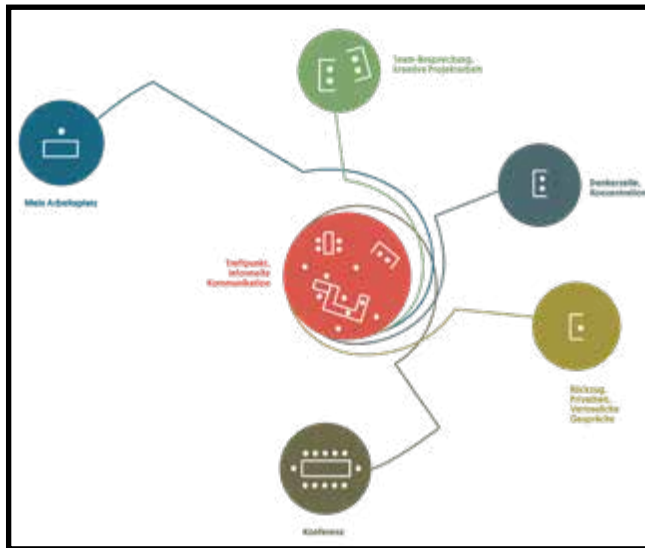 Team-Besprechung,
kreative Projektarbeit
Mein Arbeitsplatz
Denkerzelle,
Konzentration
Treffpunkt,
informelle
Kommunikation
Rückzug,
Privatheit,
Vertrauliche
Gespräche
Konferenz